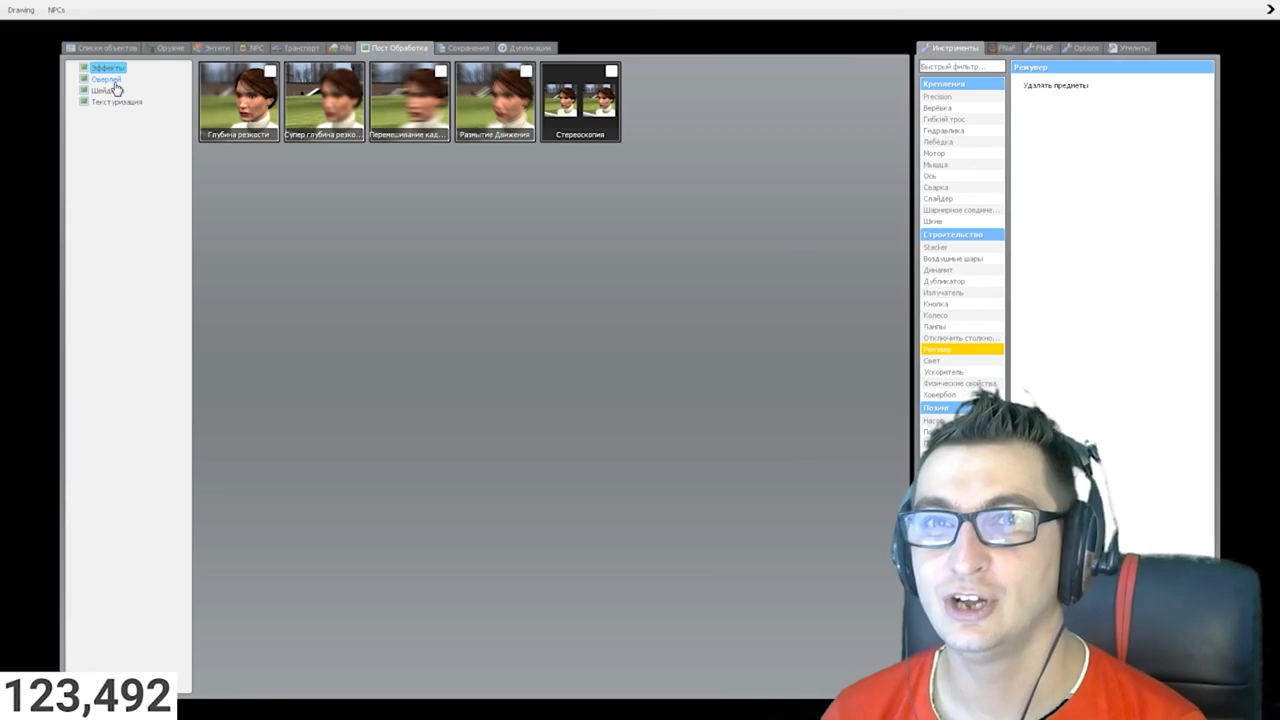 Drawing NPCs
Списки объектов Оружие Энтети NPC Транспорт Pills Пост Обработка Сохранения Дупликации
Инструменты FNaF FNAF Options Утилиты
Эффекты
Оверлей
Шейд
Текстуризация
Глубина резкости
Супер глубина резко...
Перемешивание кад...
Размытие Движения
Стереоскопия
Быстрый фильтр...
Крепления
Precision
Верёвка
Гибкий трос
Гидравлика
Лебёдка
Мотор
Мышца
Ось
Сварка
Слайдер
Шарнирное соедине...
Шкив
Строительство
Stacker
Воздушные шары
Динамит
Дубликатор
Излучатель
Кнопка
Колесо
Лампы
Отключить столкно...
Ремувер
Свет
Ускоритель
Физические свойства
Ховербол
Позинг
Ремувер
Удалять предметы
123,492